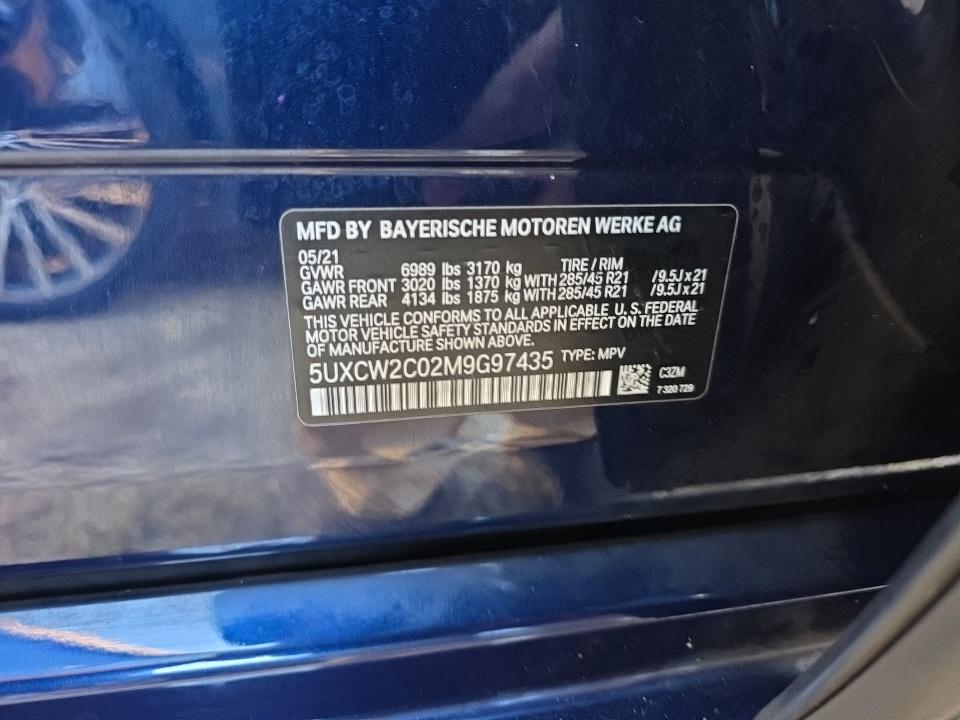 MFD BY BAYERISCHE MOTOREN WERKE AG
05/21
GVWR 6989 lbs 3170 kg TIRE / RIM
GAWR FRONT 3020 lbs 1370 kg WITH 285/45 R21 /9.5J x 21
GAWR REAR 4134 lbs 1875 kg WITH 285/45 R21 /9.5J x 21
THIS VEHICLE CONFORMS TO ALL APPLICABLE U. S. FEDERAL
MOTOR VEHICLE SAFETY STANDARDS IN EFFECT ON THE DATE
OF MANUFACTURE SHOWN ABOVE.
5UXCW2C02M9G97435 TYPE: MPV
C3ZM
7 320 729